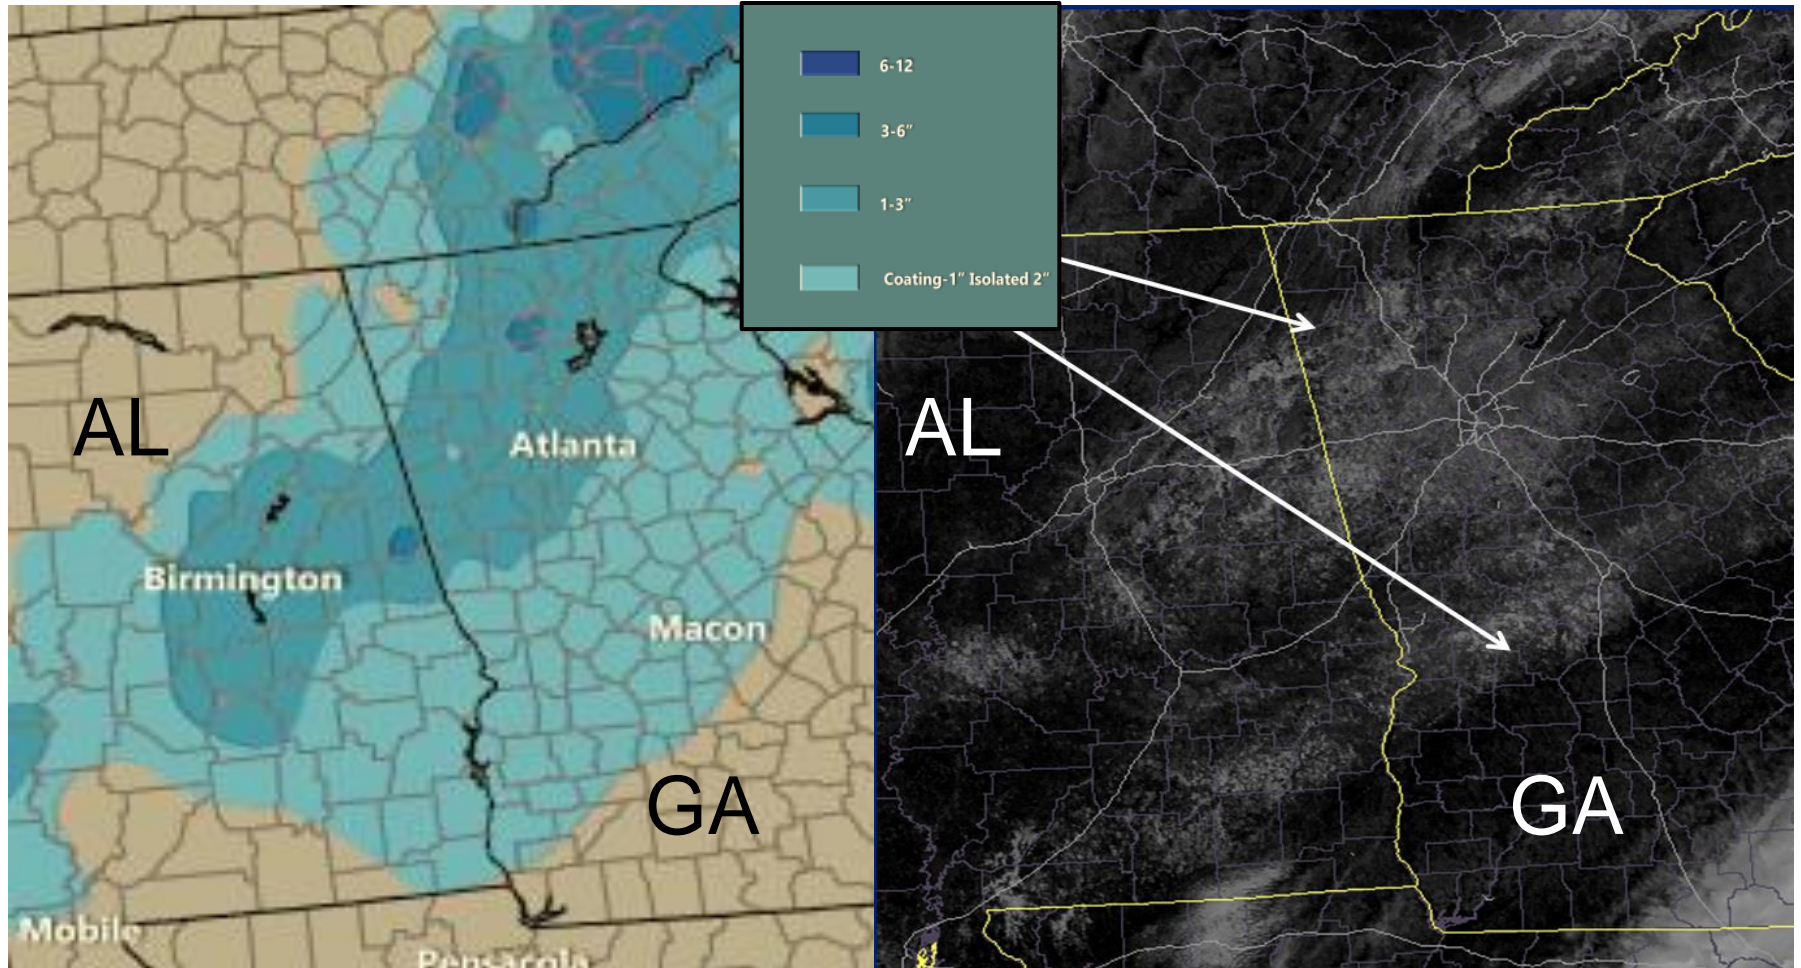 6-12
3-6"
1-3"
Coating-1" Isolated 2"
AL
AL
Atlanta
Birmington
Macon
GA
GA
Mobile
Pensacola